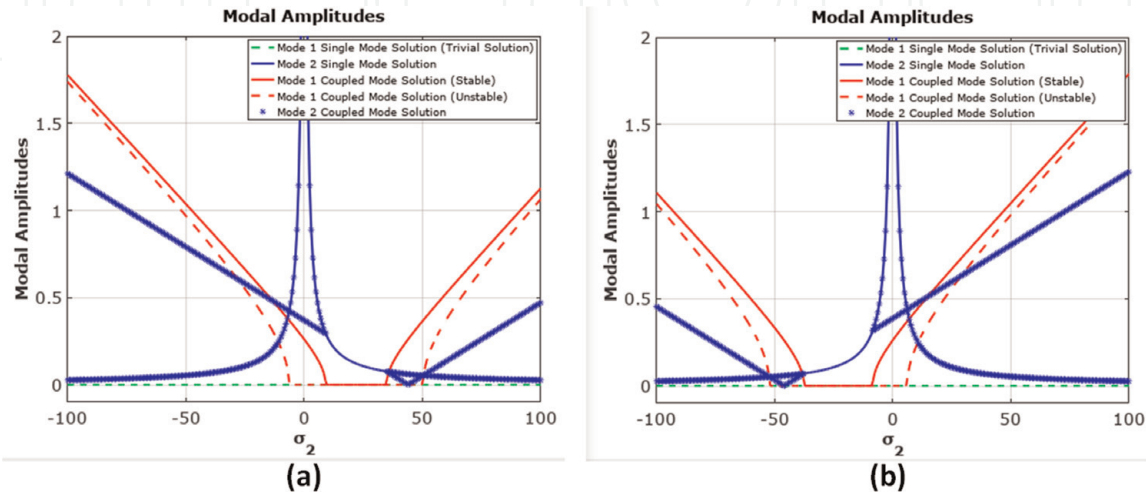 Modal Amplitudes
2
1.5
1
0.5
0
Modal Amplitudes
Mode 1 Single Mode Solution (Trivial Solution)
Mode 2 Single Mode Solution
Mode 1 Coupled Mode Solution (Stable)
Mode 1 Coupled Mode Solution (Unstable)
Mode 2 Coupled Mode Solution
-100 -50 0 50 100
σ2
(a)
Modal Amplitudes
2
1.5
1
0.5
0
Modal Amplitudes
Mode 1 Single Mode Solution (Trivial Solution)
Mode 2 Single Mode Solution
Mode 1 Coupled Mode Solution (Stable)
Mode 1 Coupled Mode Solution (Unstable)
Mode 2 Coupled Mode Solution
-100 -50 0 50 100
σ2
(b)